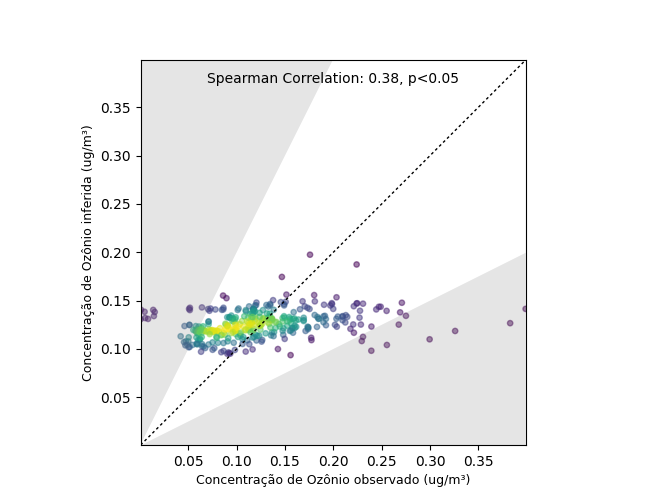 Spearman Correlation: 0.38, p<0.05
Concentração de Ozônio inferida (ug/m³)
0.35
0.30
0.25
0.20
0.15
0.10
0.05
0.05 0.10 0.15 0.20 0.25 0.30 0.35
Concentração de Ozônio observado (ug/m³)